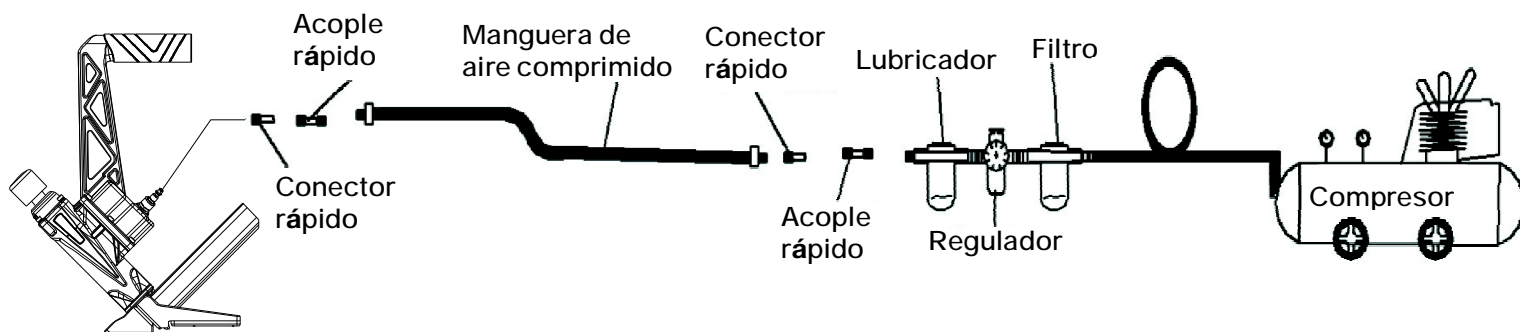 Acople
rápido
Manguera de
aire comprimido
Conector
rápido
Lubricador
Filtro
Conector
rápido
Acople
rápido
Regulador
Compresor